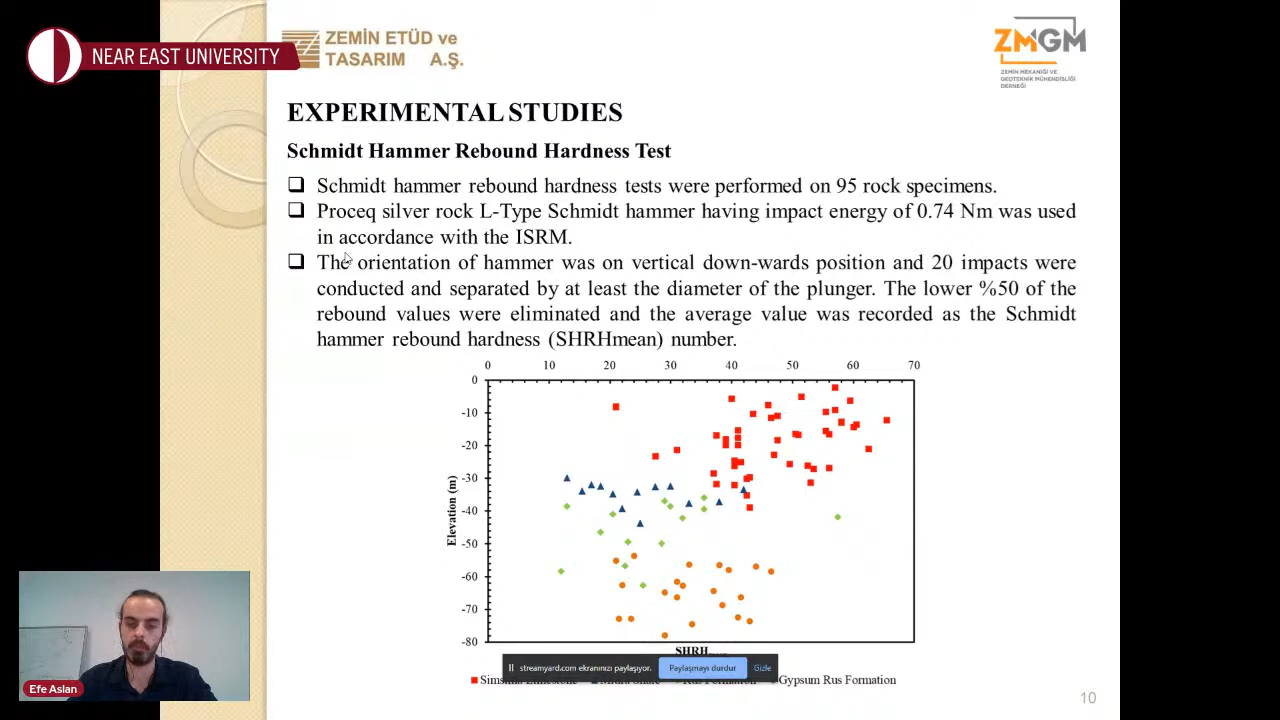 NEAR EAST UNIVERSITY
ZEMİN ETÜD ve
TASARIM A.Ş.
ZMGM
ZEMİN MEKANİĞİ VE
GEOTEKNİK MÜHENDİSLİĞİ
DERNEĞİ
EXPERIMENTAL STUDIES
Schmidt Hammer Rebound Hardness Test
❑ Schmidt hammer rebound hardness tests were performed on 95 rock specimens.
❑ Proceq silver rock L-Type Schmidt hammer having impact energy of 0.74 Nm was used
in accordance with the ISRM.
❑ The orientation of hammer was on vertical down-wards position and 20 impacts were
conducted and separated by at least the diameter of the plunger. The lower %50 of the
rebound values were eliminated and the average value was recorded as the Schmidt
hammer rebound hardness (SHRHmean) number.
0 10 20 30 40 50 60 70
0
-10
-20
-30
-40
-50
-60
-70
-80
Elevation (m)
SHRH
streamyard.com ekranınızı paylaşıyor. Paylaşmayı durdur Gizle
Gypsum Rus Formation
Efe Aslan
10